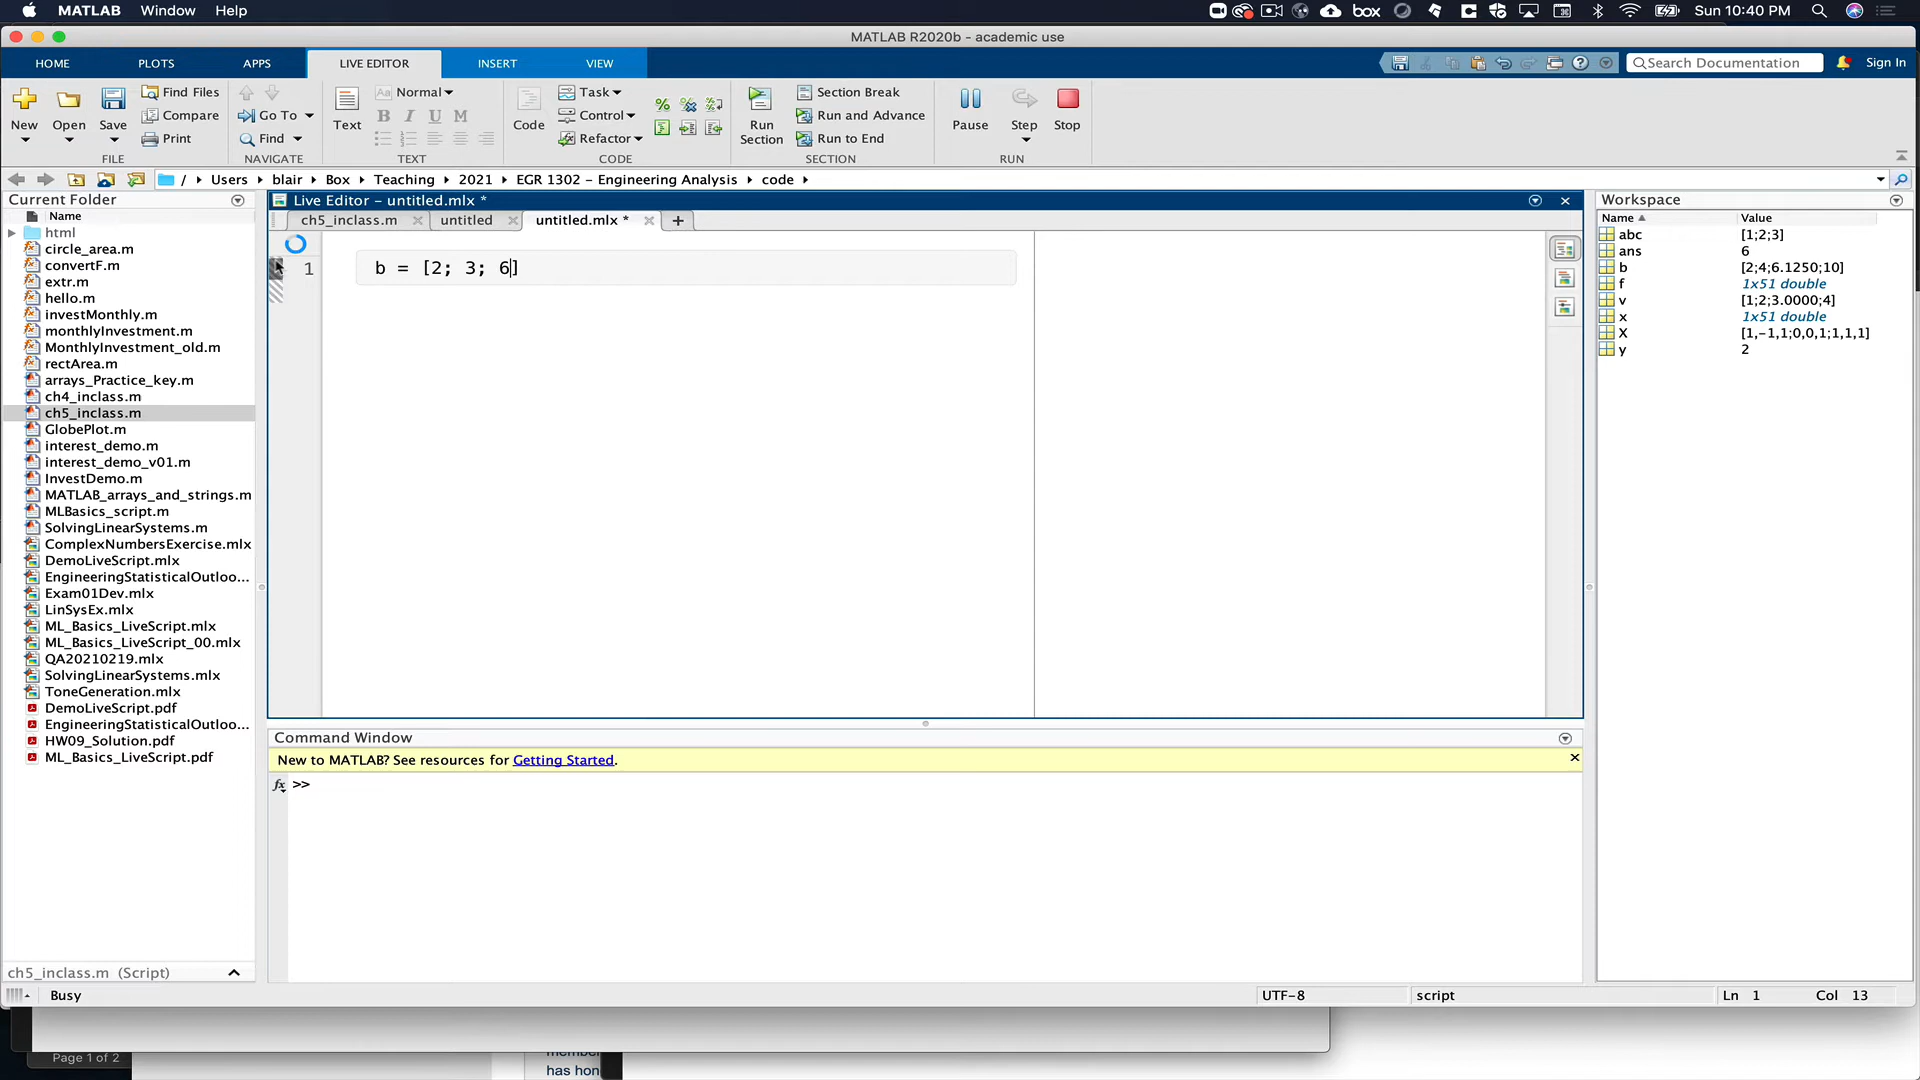 MATLAB Window Help
box Sun 10:40 PM
MATLAB R2020b - academic use
HOME PLOTS APPS LIVE EDITOR INSERT VIEW
Search Documentation Sign In
New Open Save Find Files Compare Print
FILE
Go To Find
NAVIGATE
Text Aa Normal B I U M
TEXT
Code Task Control Refactor
CODE
Run Section Section Break Run and Advance Run to End
SECTION
Pause Step Stop
RUN
/ Users blair Box Teaching 2021 EGR 1302 - Engineering Analysis code
Current Folder
Name
html
circle_area.m
convertF.m
extr.m
hello.m
investMonthly.m
monthlyInvestment.m
MonthlyInvestment_old.m
rectArea.m
arrays_Practice_key.m
ch4_inclass.m
ch5_inclass.m
GlobePlot.m
interest_demo.m
interest_demo_v01.m
InvestDemo.m
MATLAB_arrays_and_strings.m
MLBasics_script.m
SolvingLinearSystems.m
ComplexNumbersExercise.mlx
DemoLiveScript.mlx
EngineeringStatisticalOutloo...
Exam01Dev.mlx
LinSysEx.mlx
ML_Basics_LiveScript.mlx
ML_Basics_LiveScript_00.mlx
QA20210219.mlx
SolvingLinearSystems.mlx
ToneGeneration.mlx
DemoLiveScript.pdf
EngineeringStatisticalOutloo...
HW09_Solution.pdf
ML_Basics_LiveScript.pdf
ch5_inclass.m (Script)
Live Editor - untitled.mlx *
ch5_inclass.m untitled untitled.mlx * +
1 b = [2; 3; 6]
Command Window
New to MATLAB? See resources for Getting Started.
fx >>
Workspace
Name Value
abc [1;2;3]
ans 6
b [2;4;6.1250;10]
f 1x51 double
v [1;2;3.0000;4]
x 1x51 double
X [1,-1,1;0,0,1;1,1,1]
y 2
Busy UTF-8 script Ln 1 Col 13
Page 1 of 2
has hon